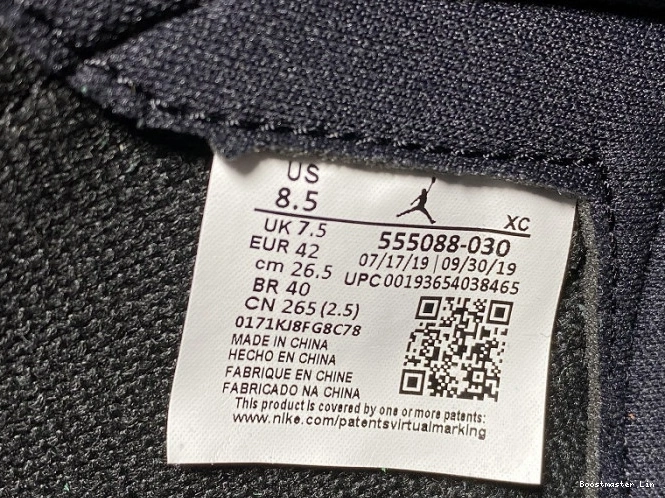 US
8.5
XC
UK 7.5
EUR 42
cm 26.5
BR 40
CN 265 (2.5)
555088-030
07/17/19 | 09/30/19
UPC 00193654038465
0171KJ8FG8C78
MADE IN CHINA
HECHO EN CHINA
FABRIQUE EN CHINE
FABRICADO NA CHINA
This product is covered by one or more patents:
www.nike.com/patentsvirtualmarking
Boostmaster Lin